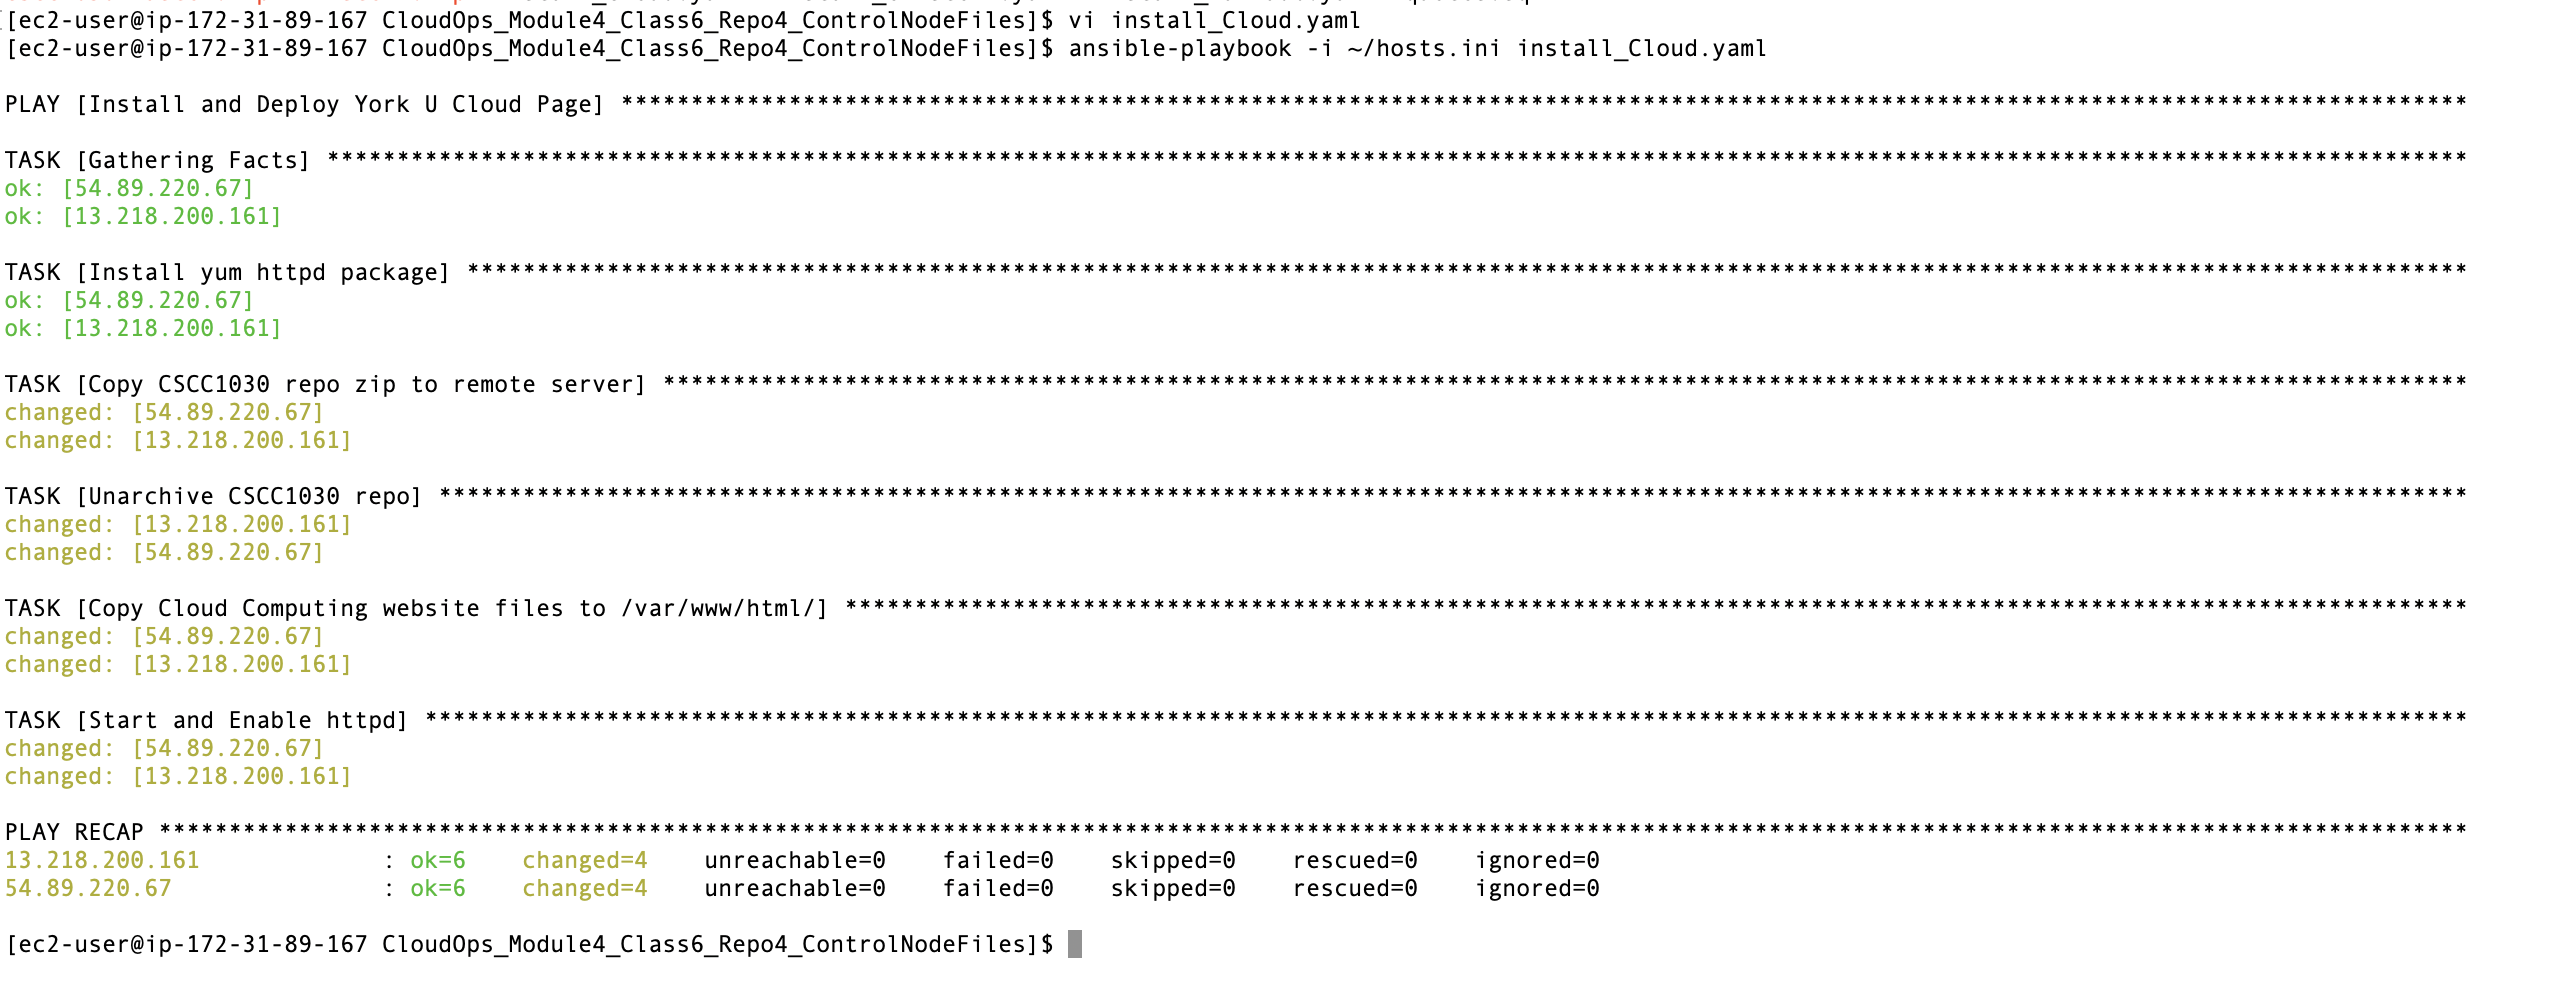 [ec2-user@ip-172-31-89-167 CloudOps_Module4_Class6_Repo4_ControlNodeFiles]$ vi install_Cloud.yaml
[ec2-user@ip-172-31-89-167 CloudOps_Module4_Class6_Repo4_ControlNodeFiles]$ ansible-playbook -i ~/hosts.ini install_Cloud.yaml
PLAY [Install and Deploy York U Cloud Page] ************************************************************************************************************************************
TASK [Gathering Facts] *********************************************************************************************************************************************************
ok: [54.89.220.67]
ok: [13.218.200.161]
TASK [Install yum httpd package] ***********************************************************************************************************************************************
ok: [54.89.220.67]
ok: [13.218.200.161]
TASK [Copy CSCC1030 repo zip to remote server] *********************************************************************************************************************************
changed: [54.89.220.67]
changed: [13.218.200.161]
TASK [Unarchive CSCC1030 repo] *************************************************************************************************************************************************
changed: [13.218.200.161]
changed: [54.89.220.67]
TASK [Copy Cloud Computing website files to /var/www/html/] ********************************************************************************************************************
changed: [54.89.220.67]
changed: [13.218.200.161]
TASK [Start and Enable httpd] **************************************************************************************************************************************************
changed: [54.89.220.67]
changed: [13.218.200.161]
PLAY RECAP *********************************************************************************************************************************************************************
13.218.200.161             : ok=6    changed=4    unreachable=0    failed=0    skipped=0    rescued=0    ignored=0
54.89.220.67               : ok=6    changed=4    unreachable=0    failed=0    skipped=0    rescued=0    ignored=0
[ec2-user@ip-172-31-89-167 CloudOps_Module4_Class6_Repo4_ControlNodeFiles]$